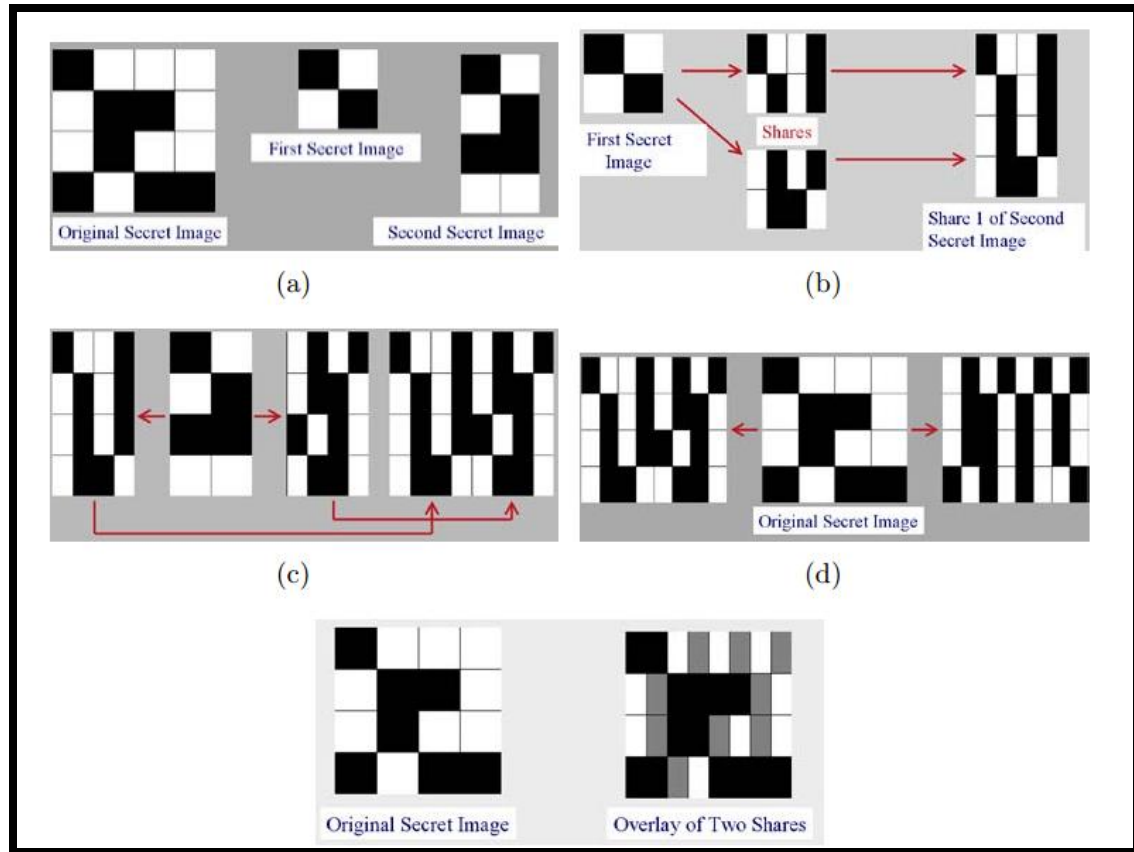 First Secret Image
Original Secret Image
Second Secret Image
(a)
First Secret
Image
Shares
Share 1 of Second
Secret Image
(b)
(c)
Original Secret Image
(d)
Original Secret Image
Overlay of Two Shares